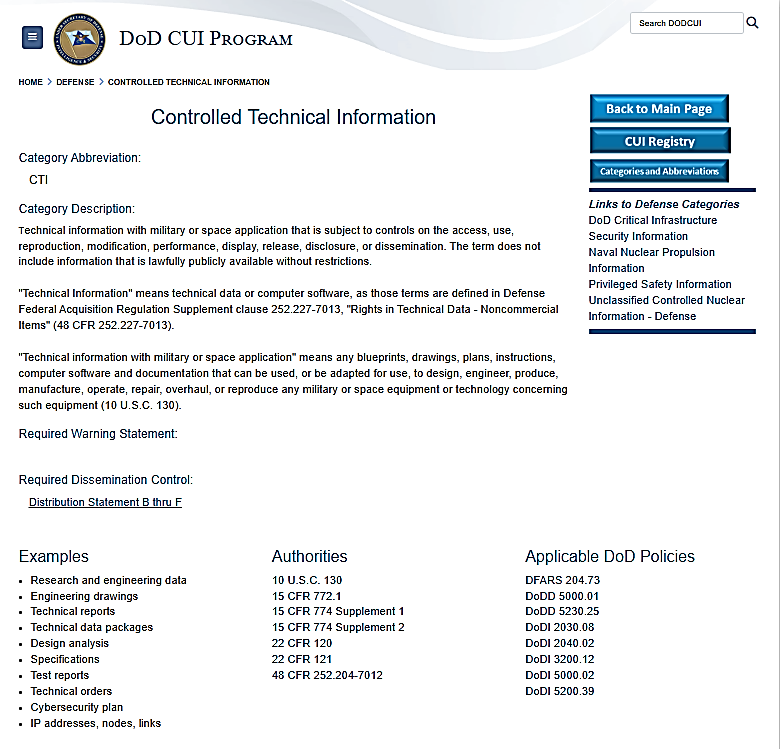 DOD CUI PROGRAM
Search DODCUI
HOME > DEFENSE > CONTROLLED TECHNICAL INFORMATION
Controlled Technical Information
Category Abbreviation:
CTI
Category Description:
Technical information with military or space application that is subject to controls on the access, use,
reproduction, modification, performance, display, release, disclosure, or dissemination. The term does not
include information that is lawfully publicly available without restrictions.
"Technical Information" means technical data or computer software, as those terms are defined in Defense
Federal Acquisition Regulation Supplement clause 252.227-7013, "Rights in Technical Data - Noncommercial
Items" (48 CFR 252.227-7013).
"Technical information with military or space application" means any blueprints, drawings, plans, instructions,
computer software and documentation that can be used, or be adapted for use, to design, engineer, produce,
manufacture, operate, repair, overhaul, or reproduce any military or space equipment or technology concerning
such equipment (10 U.S.C. 130).
Required Warning Statement:
Required Dissemination Control:
Distribution Statement B thru F
Back to Main Page
CUI Registry
Categories and Abbreviations
Links to Defense Categories
DoD Critical Infrastructure
Security Information
Naval Nuclear Propulsion
Information
Privileged Safety Information
Unclassified Controlled Nuclear
Information - Defense
Examples
• Research and engineering data
• Engineering drawings
• Technical reports
• Technical data packages
• Design analysis
• Specifications
• Test reports
• Technical orders
• Cybersecurity plan
• IP addresses, nodes, links
Authorities
10 U.S.C. 130
15 CFR 772.1
15 CFR 774 Supplement 1
15 CFR 774 Supplement 2
22 CFR 120
22 CFR 121
48 CFR 252.204-7012
Applicable DoD Policies
DFARS 204.73
DoDD 5000.01
DoDD 5230.25
DoDI 2030.08
DoDI 2040.02
DoDI 3200.12
DoDI 5000.02
DoDI 5200.39